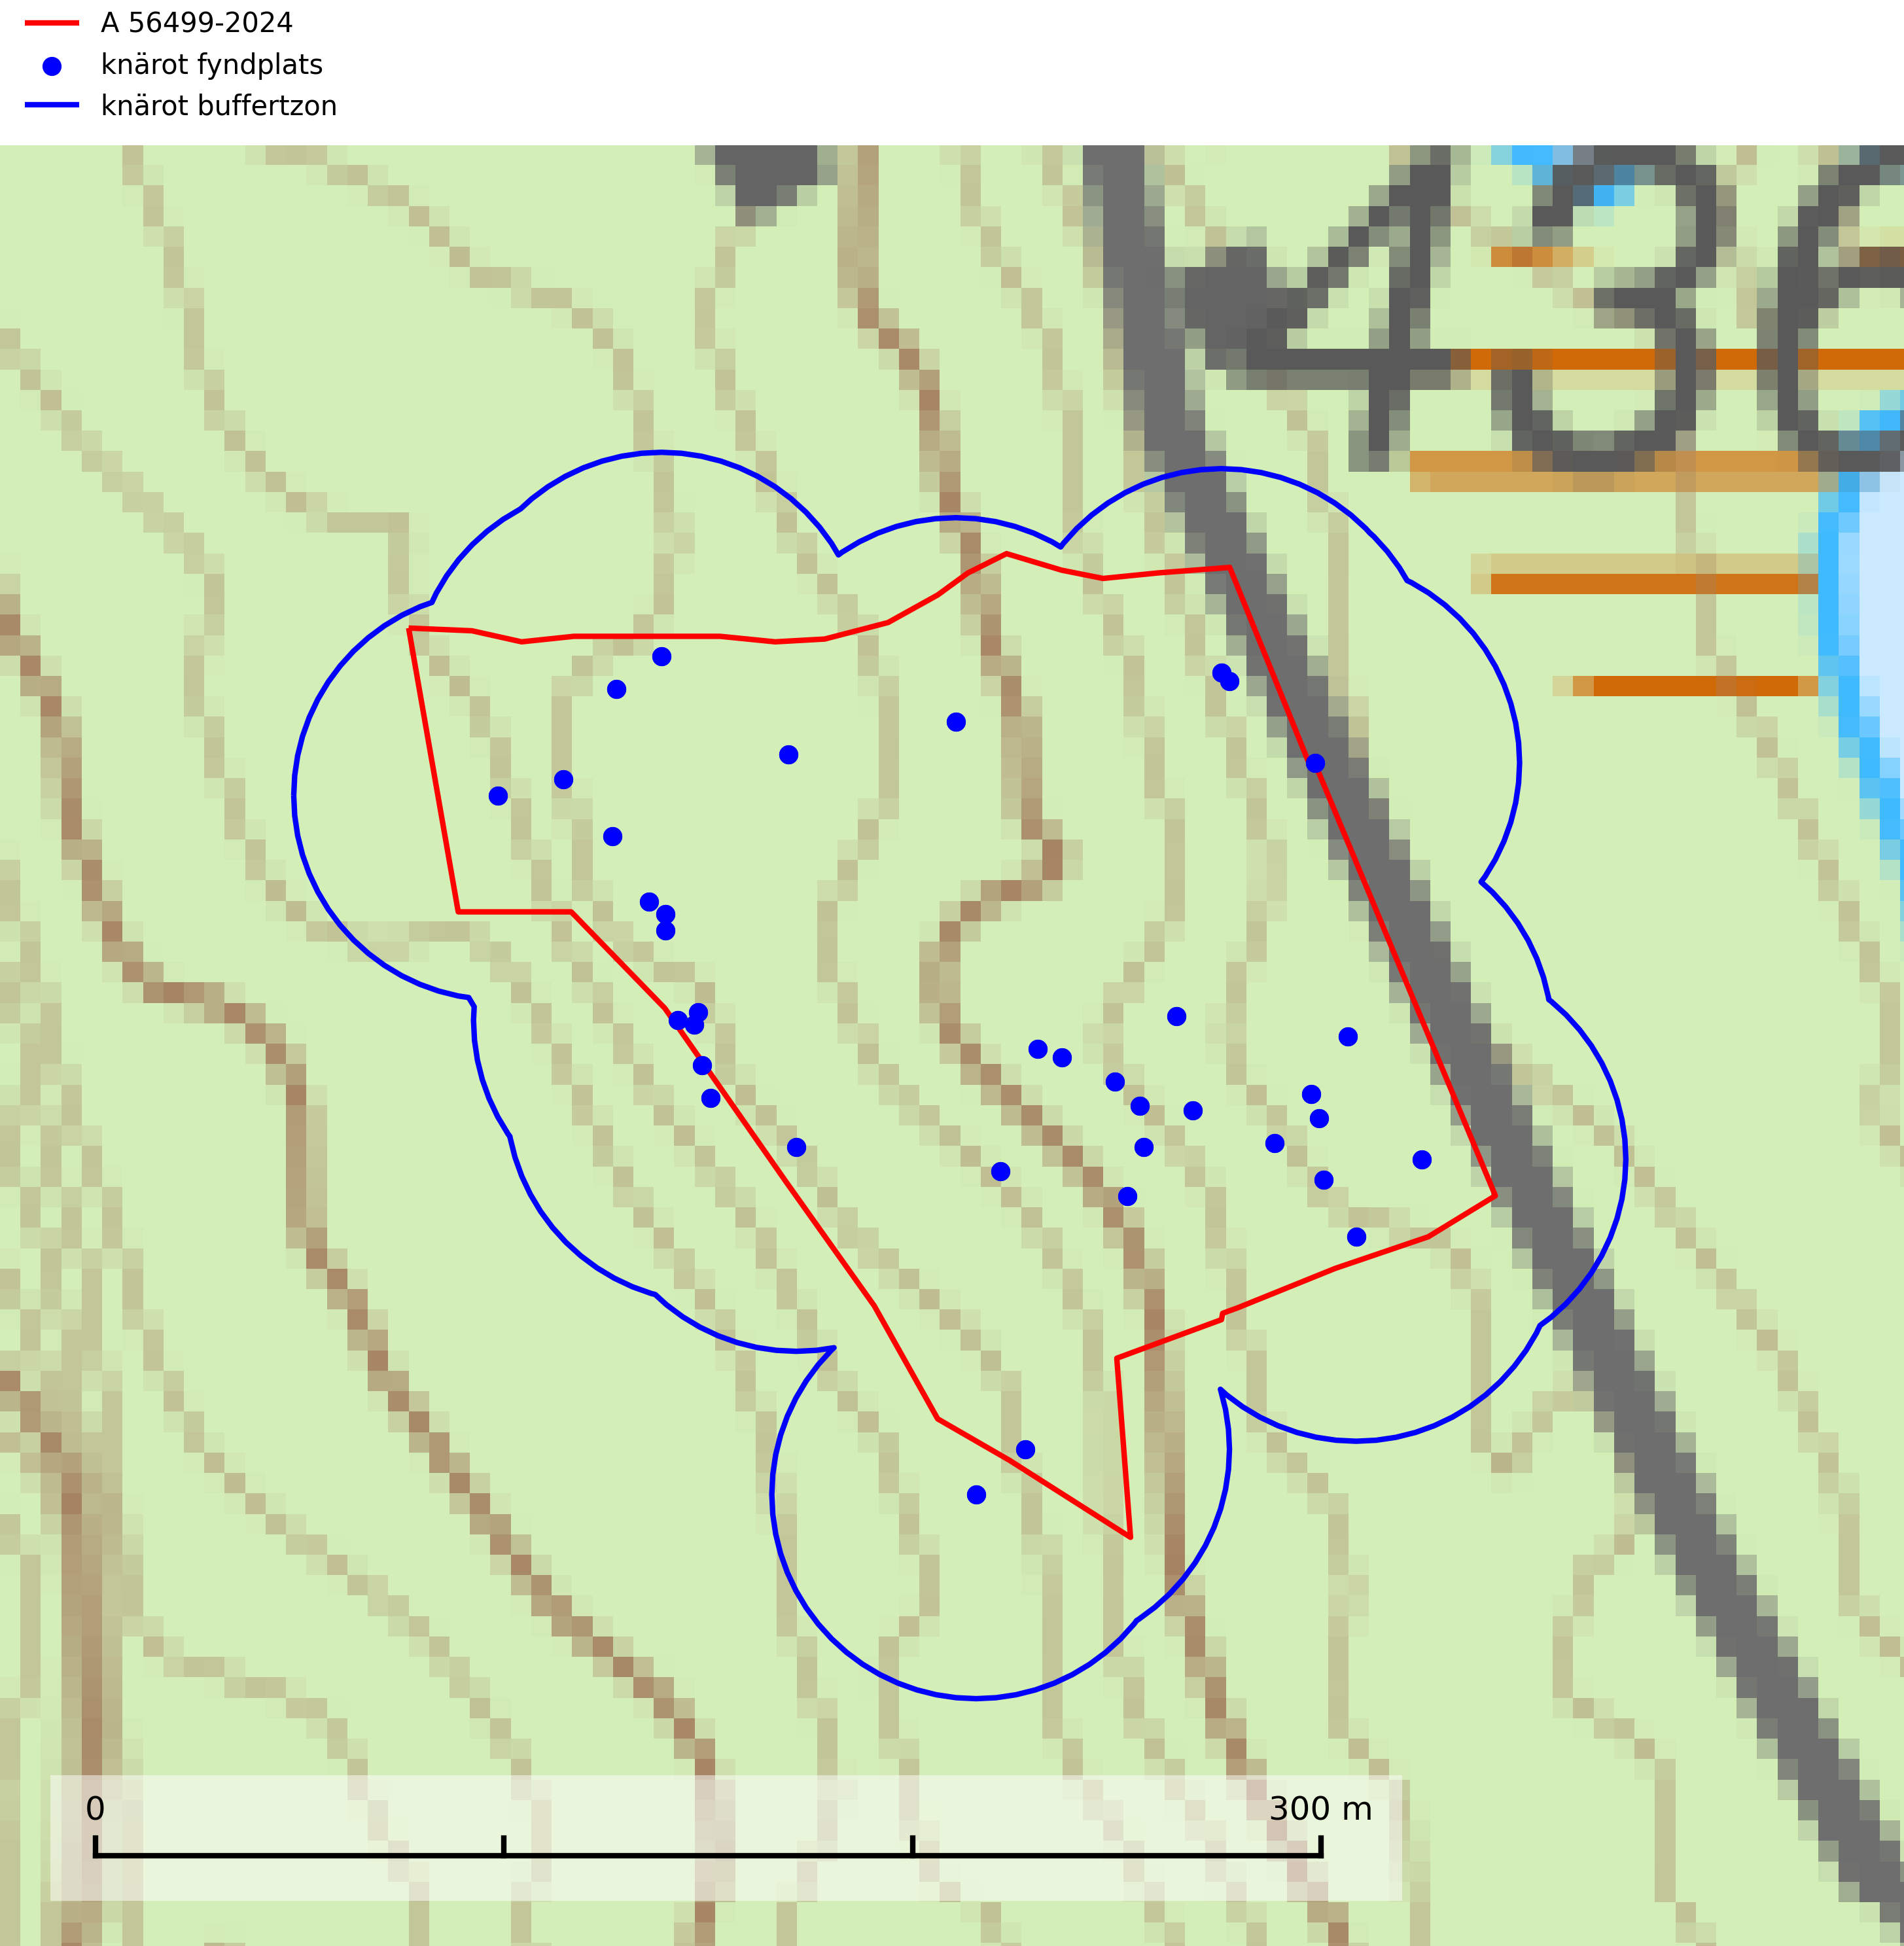 A 56499-2024
knärot fyndplats
knärot buffertzon
0 300 m